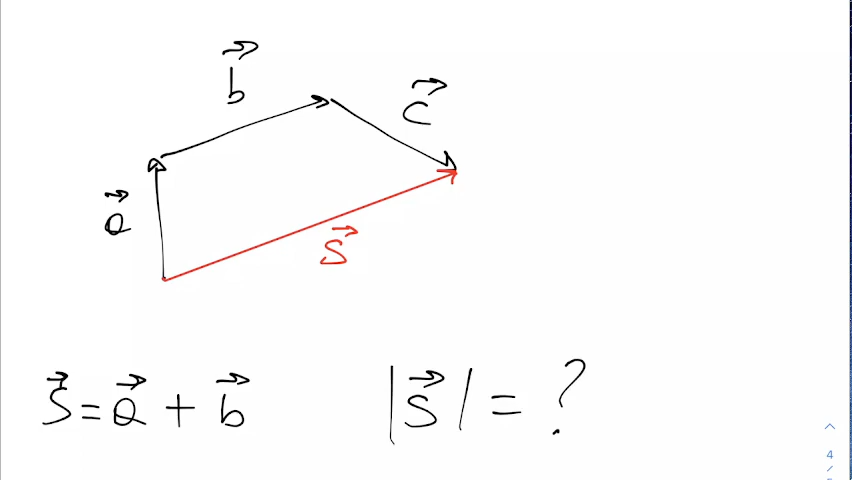 b⃗
c⃗
a⃗
s⃗
s⃗ = a⃗ + b⃗
|s⃗| = ?
4
/